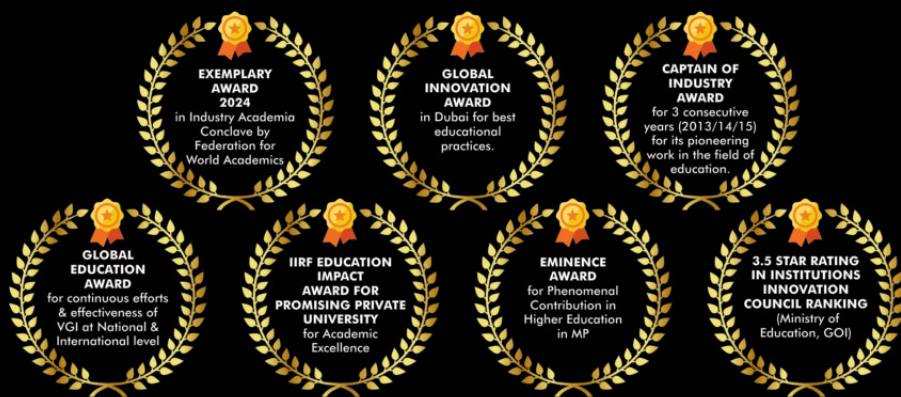 EXEMPLARY
AWARD
2024
in Industry Academia
Conclave by
Federation for
World Academics
GLOBAL
INNOVATION
AWARD
in Dubai for best
educational
practices.
CAPTAIN OF
INDUSTRY
AWARD
for 3 consecutive
years (2013/14/15)
for its pioneering
work in the field of
education.
GLOBAL
EDUCATION
AWARD
for continuous efforts
& effectiveness of
VGI at National &
International level
IIRF EDUCATION
IMPACT
AWARD FOR
PROMISING PRIVATE
UNIVERSITY
for Academic
Excellence
EMINENCE
AWARD
for Phenomenal
Contribution in
Higher Education
in MP
3.5 STAR RATING
IN INSTITUTIONS
INNOVATION
COUNCIL RANKING
(Ministry of
Education, GOI)